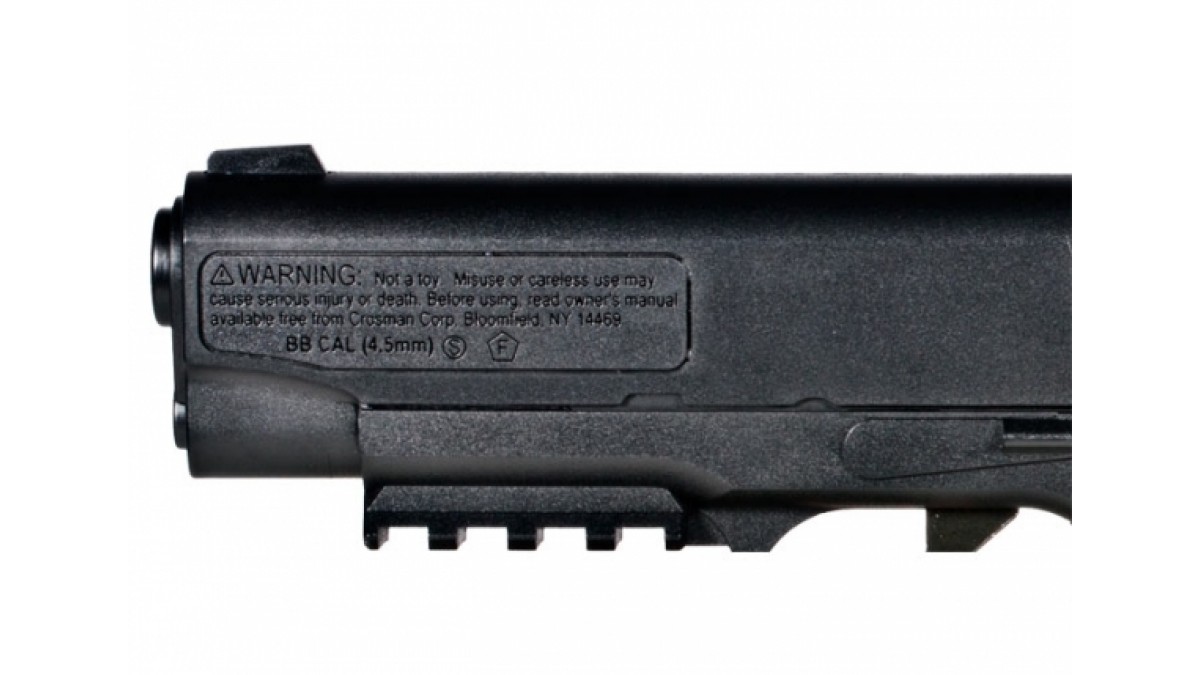 ⚠WARNING: Not a toy. Misuse or careless use may
cause serious injury or death. Before using, read owner's manual
available free from Crosman Corp. Bloomfield, NY 14469
BB CAL (4,5mm) Ⓢ F